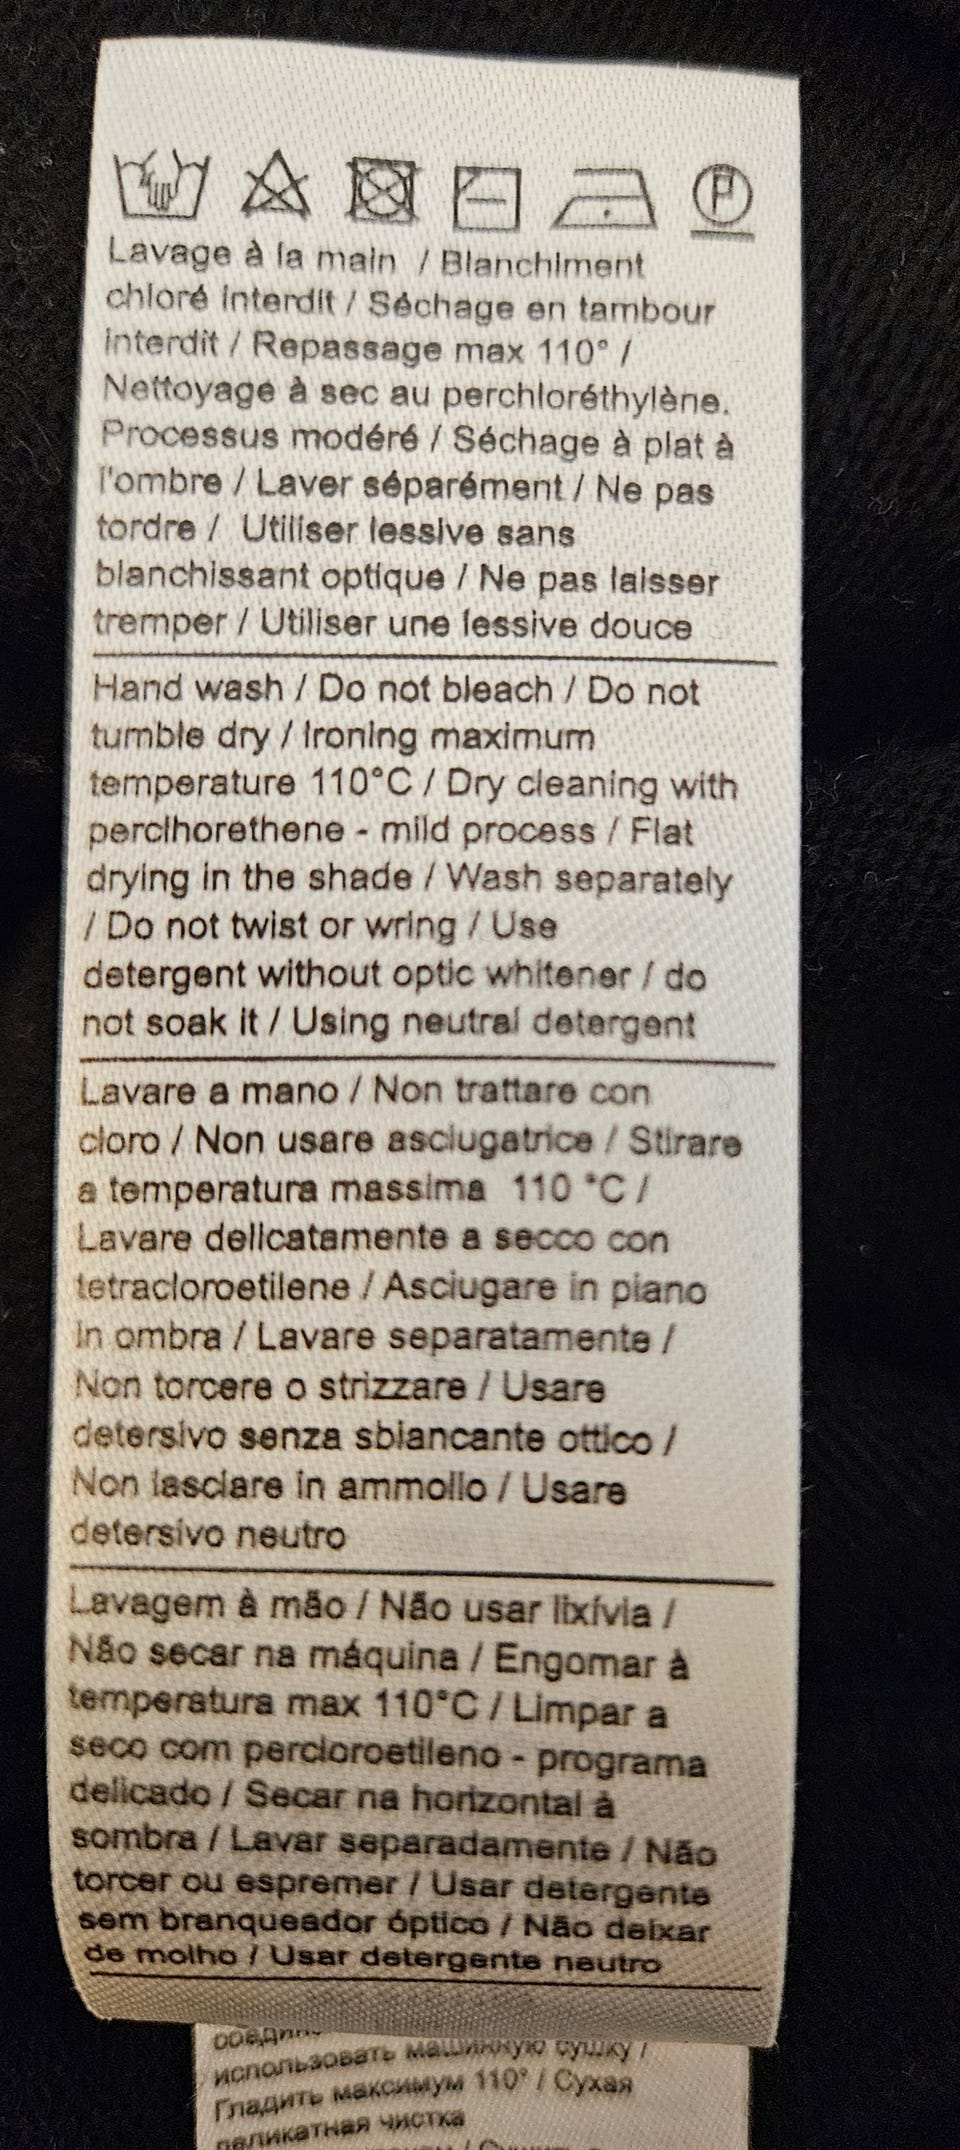 P
Lavage à la main / Blanchiment
chloré interdit / Séchage en tambour
interdit / Repassage max 110° /
Nettoyage à sec au perchloréthylène.
Processus modéré / Séchage à plat à
l'ombre / Laver séparément / Ne pas
tordre / Utiliser lessive sans
blanchissant optique / Ne pas laisser
tremper / Utiliser une lessive douce
Hand wash / Do not bleach / Do not
tumble dry / Ironing maximum
temperature 110°C / Dry cleaning with
perclhorethene - mild process / Flat
drying in the shade / Wash separately
/ Do not twist or wring / Use
detergent without optic whitener / do
not soak it / Using neutral detergent
Lavare a mano / Non trattare con
cloro / Non usare asciugatrice / Stirare
a temperatura massima 110 °C /
Lavare delicatamente a secco con
tetracloroetilene / Asciugare in piano
in ombra / Lavare separatamente /
Non torcere o strizzare / Usare
detersivo senza sbiancante ottico /
Non lasciare in ammollo / Usare
detersivo neutro
Lavagem à mão / Não usar lixívia /
Não secar na máquina / Engomar à
temperatura max 110°C / Limpar a
seco com percloroetileno - programa
delicado / Secar na horizontal à
sombra / Lavar separadamente / Não
torcer ou espremer / Usar detergente
sem branqueador óptico / Não deixar
de molho / Usar detergente neutro
использовать машинную сушку /
Гладить максимум 110° / Сухая
деликатная чистка